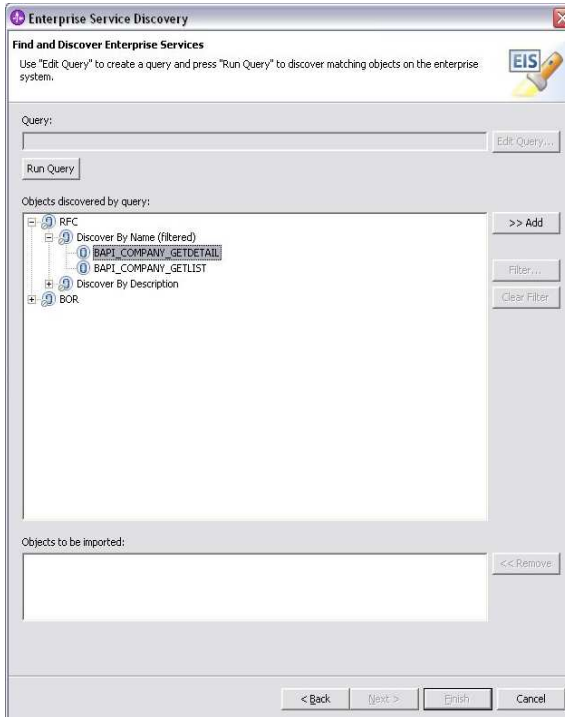 Enterprise Service Discovery
Find and Discover Enterprise Services
Use "Edit Query" to create a query and press "Run Query" to discover matching objects on the enterprise
system.
EIS
Query:
Edit Query...
Run Query
Objects discovered by query:
RFC
>> Add
Discover By Name (filtered)
BAPI_COMPANY_GETDETAIL
BAPI_COMPANY_GETLIST
Filter...
Discover By Description
BOR
Clear Filter
Objects to be imported:
<< Remove
< Back
Next >
Finish
Cancel